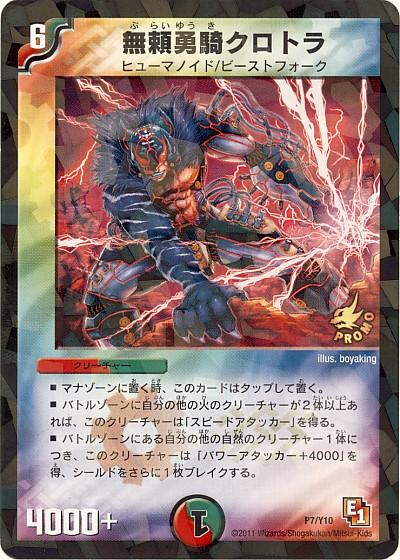 ぶらいゆうき
6
無頼勇騎クロトラ
ヒューマノイド/ビーストフォーク
PROMO
illus. boyaking
クリーチャー
■ マナゾーンに置く時、このカードはタップして置く。
■ バトルゾーンに自分の他の火のクリーチャーが2体以上あ
れば、このクリーチャーは「スピードアタッカー」を得る。
■ バトルゾーンにある自分の他の自然のクリーチャー1体に
つき、このクリーチャーは「パワーアタッカー+4000」を
得、シールドをさらに1枚ブレイクする。
4000+
1
P7/Y10
E1
©2011 Wizards/Shogakukan/Mitsui-Kids